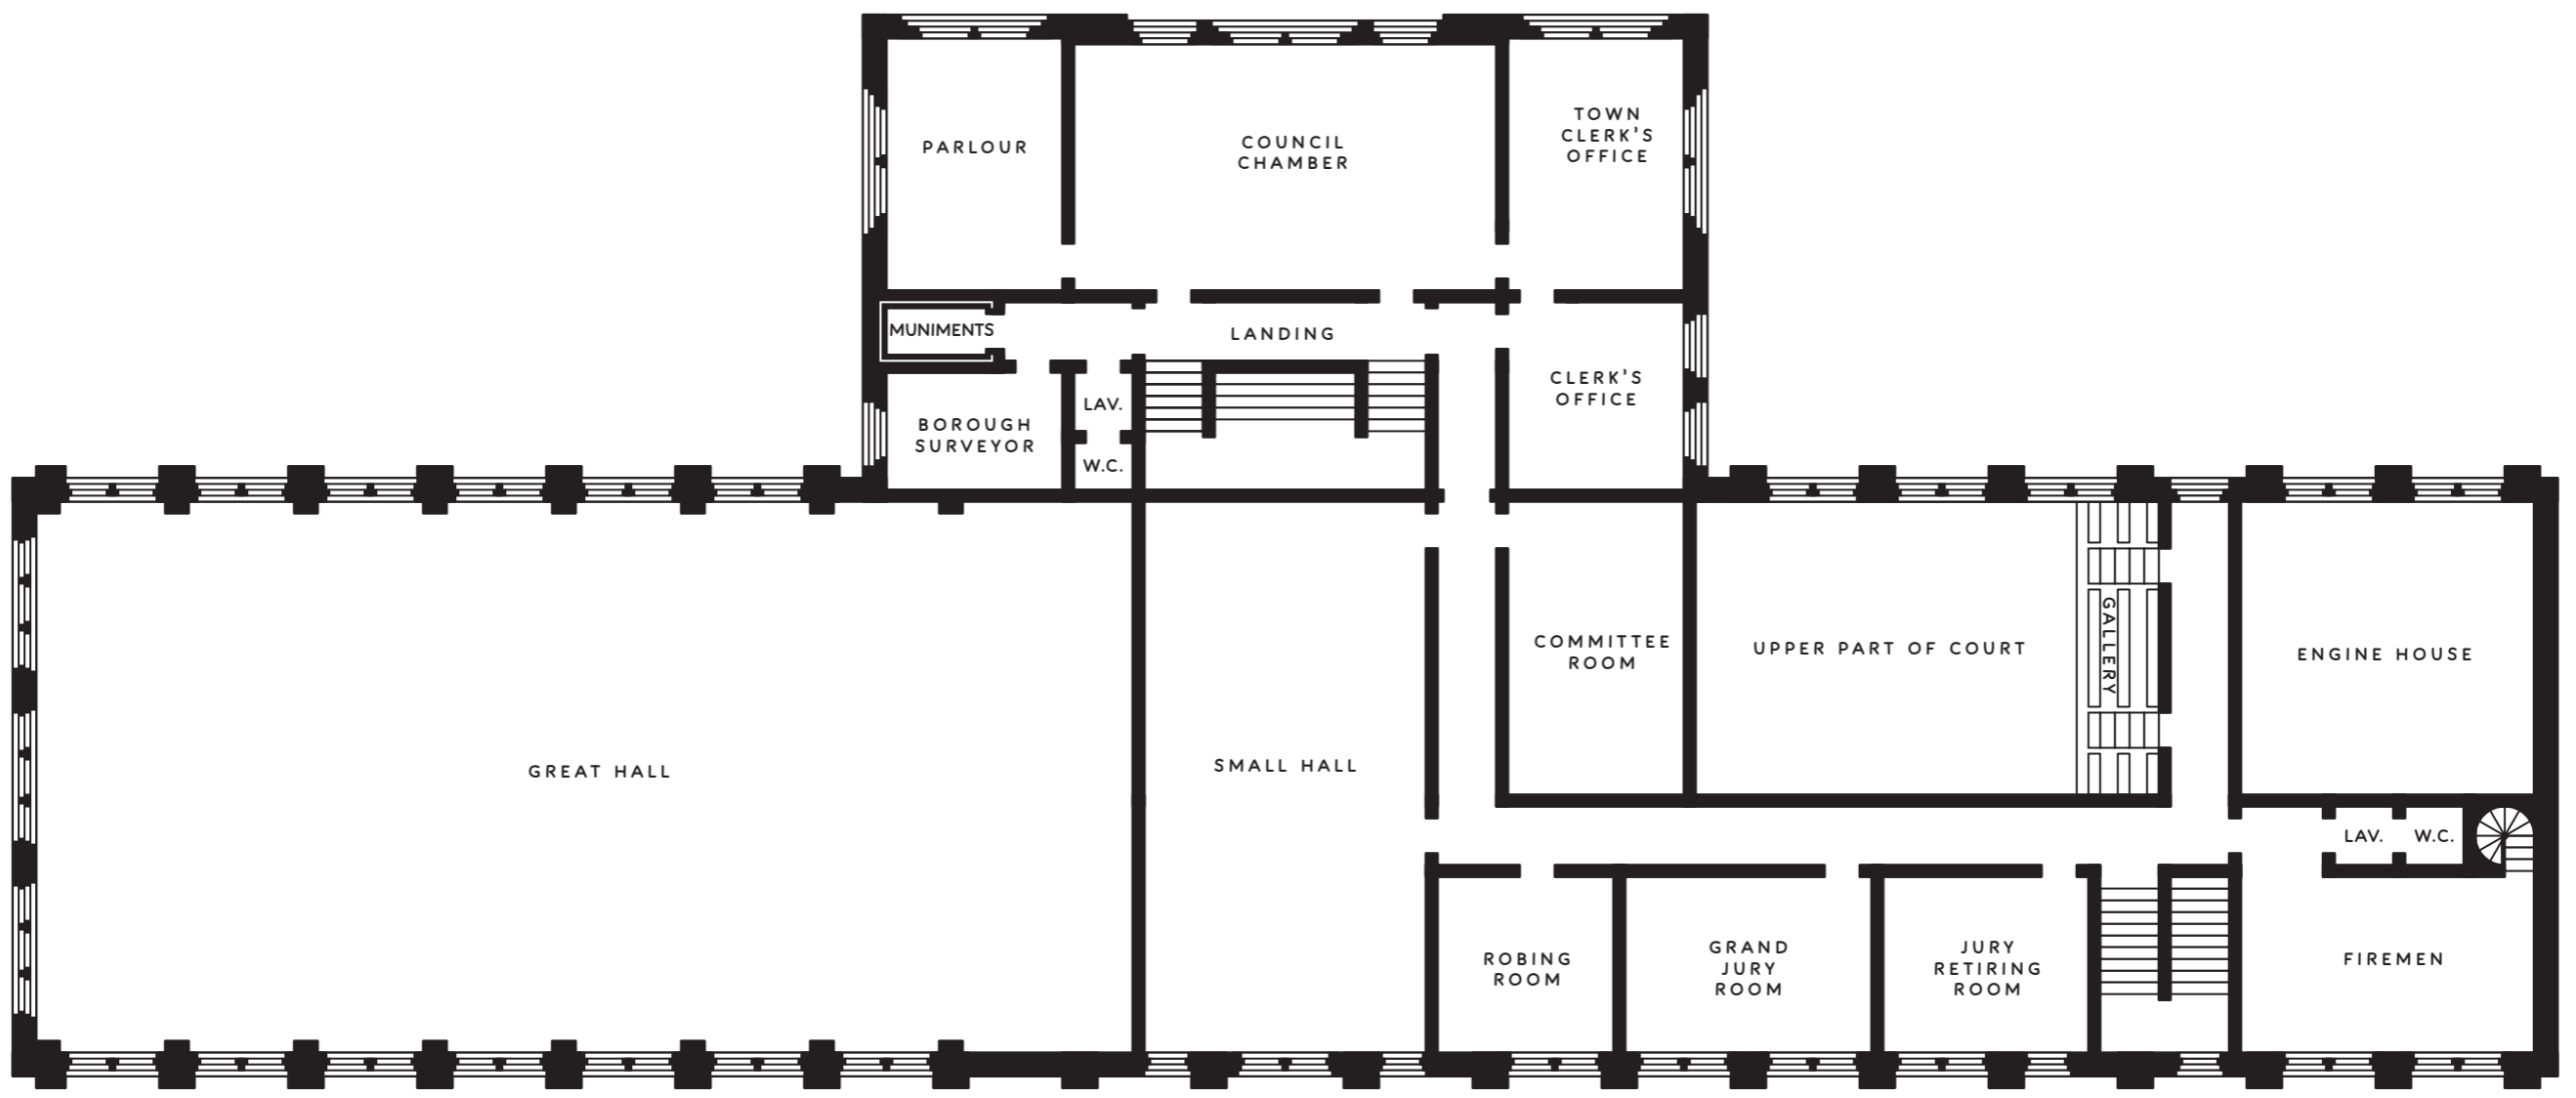 PARLOUR
COUNCIL
CHAMBER
TOWN
CLERK'S
OFFICE
MUNIMENTS
LANDING
CLERK'S
OFFICE
LAV.
BOROUGH
SURVEYOR
W.C.
GREAT HALL
SMALL HALL
COMMITTEE
ROOM
UPPER PART OF COURT
GALLERY
ENGINE HOUSE
LAV.
W.C.
ROBING
ROOM
GRAND
JURY
ROOM
JURY
RETIRING
ROOM
FIREMEN